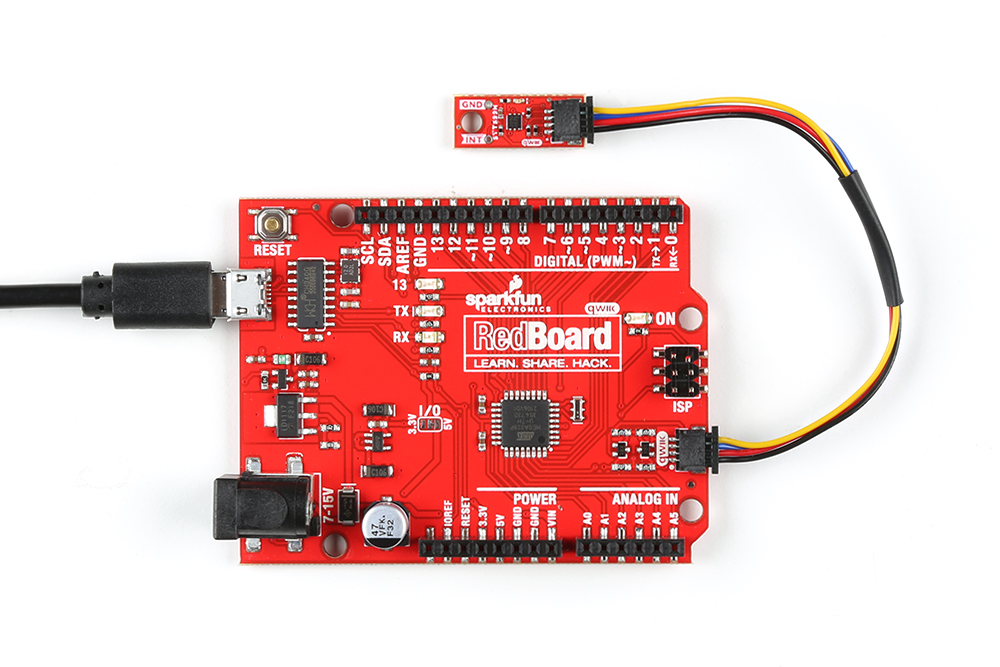 GND
INT
qwiic
RESET
SCL
SDA
AREF
GND
13
12
~11
~10
~9
8
7
~6
~5
4
~3
2
TX→1
RX←0
DIGITAL (PWM~)
13
TX
RX
sparkfun
ELECTRONICS
qwiic
RedBoard
LEARN. SHARE. HACK.
ON
ISP
I/O
3.3V
5V
qwiic
7-15V
47
VFK.
F32
POWER
ANALOG IN
IOREF
RESET
3.3V
5V
GND
GND
VIN
A0
A1
A2
A3
A4
A5